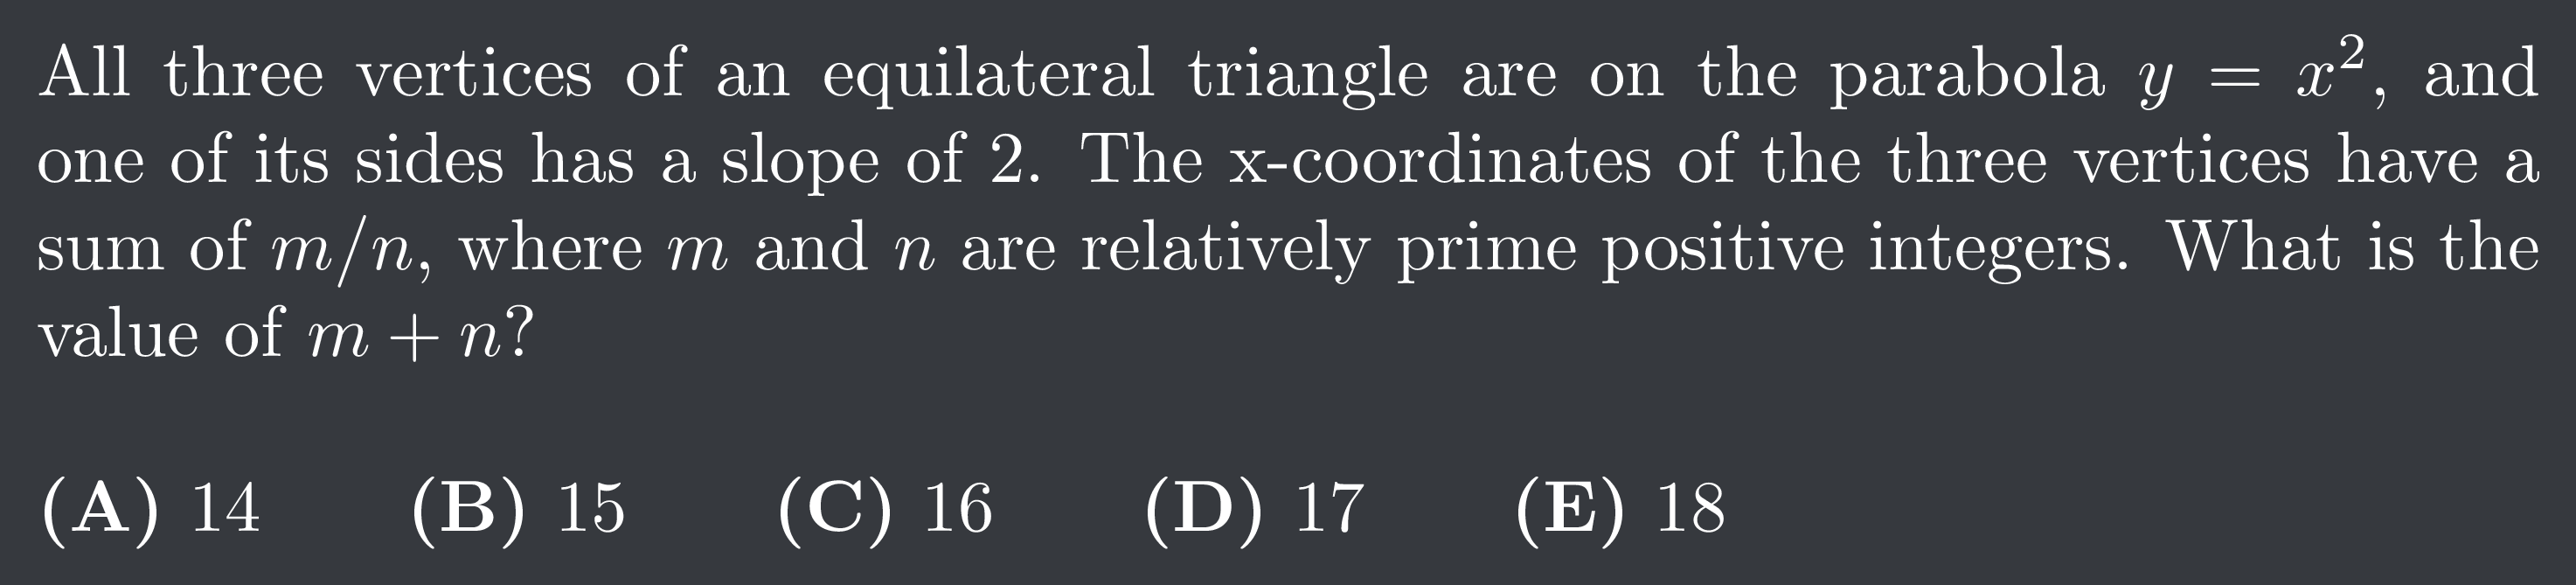 All three vertices of an equilateral triangle are on the parabola $y = x^2$, and
one of its sides has a slope of 2. The x-coordinates of the three vertices have a
sum of $m/n$, where $m$ and $n$ are relatively prime positive integers. What is the
value of $m + n$?
(A) 14 (B) 15 (C) 16 (D) 17 (E) 18